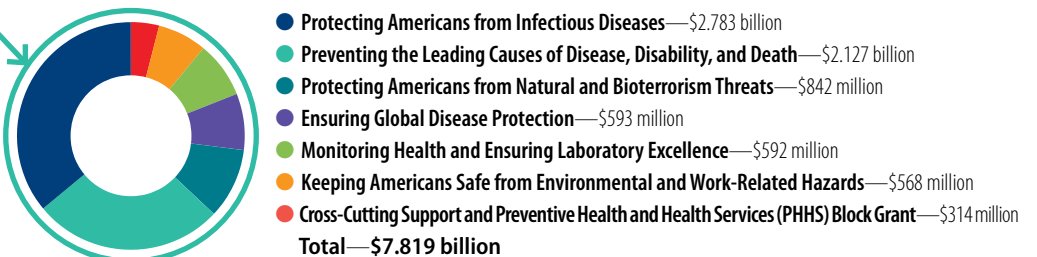 Protecting Americans from Infectious Diseases—$2.783 billion
Preventing the Leading Causes of Disease, Disability, and Death—$2.127 billion
Protecting Americans from Natural and Bioterrorism Threats—$842 million
Ensuring Global Disease Protection—$593 million
Monitoring Health and Ensuring Laboratory Excellence—$592 million
Keeping Americans Safe from Environmental and Work-Related Hazards—$568 million
Cross-Cutting Support and Preventive Health and Health Services (PHHS) Block Grant—$314 million
Total—$7.819 billion